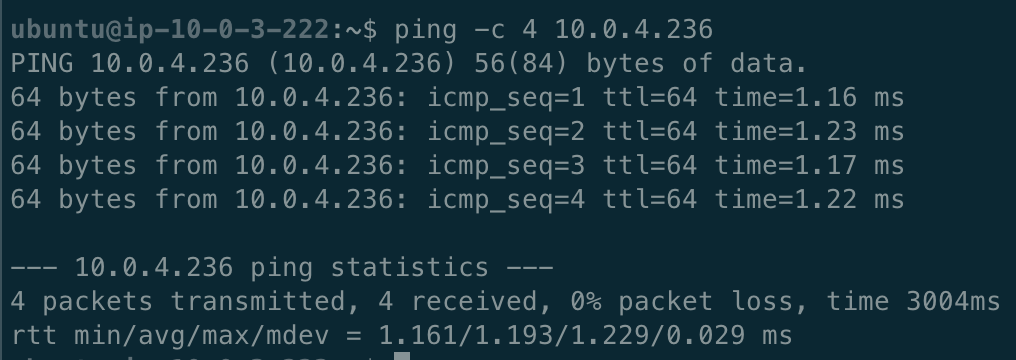 ubuntu@ip-10-0-3-222:~$ ping -c 4 10.0.4.236
PING 10.0.4.236 (10.0.4.236) 56(84) bytes of data.
64 bytes from 10.0.4.236: icmp_seq=1 ttl=64 time=1.16 ms
64 bytes from 10.0.4.236: icmp_seq=2 ttl=64 time=1.23 ms
64 bytes from 10.0.4.236: icmp_seq=3 ttl=64 time=1.17 ms
64 bytes from 10.0.4.236: icmp_seq=4 ttl=64 time=1.22 ms
--- 10.0.4.236 ping statistics ---
4 packets transmitted, 4 received, 0% packet loss, time 3004ms
rtt min/avg/max/mdev = 1.161/1.193/1.229/0.029 ms